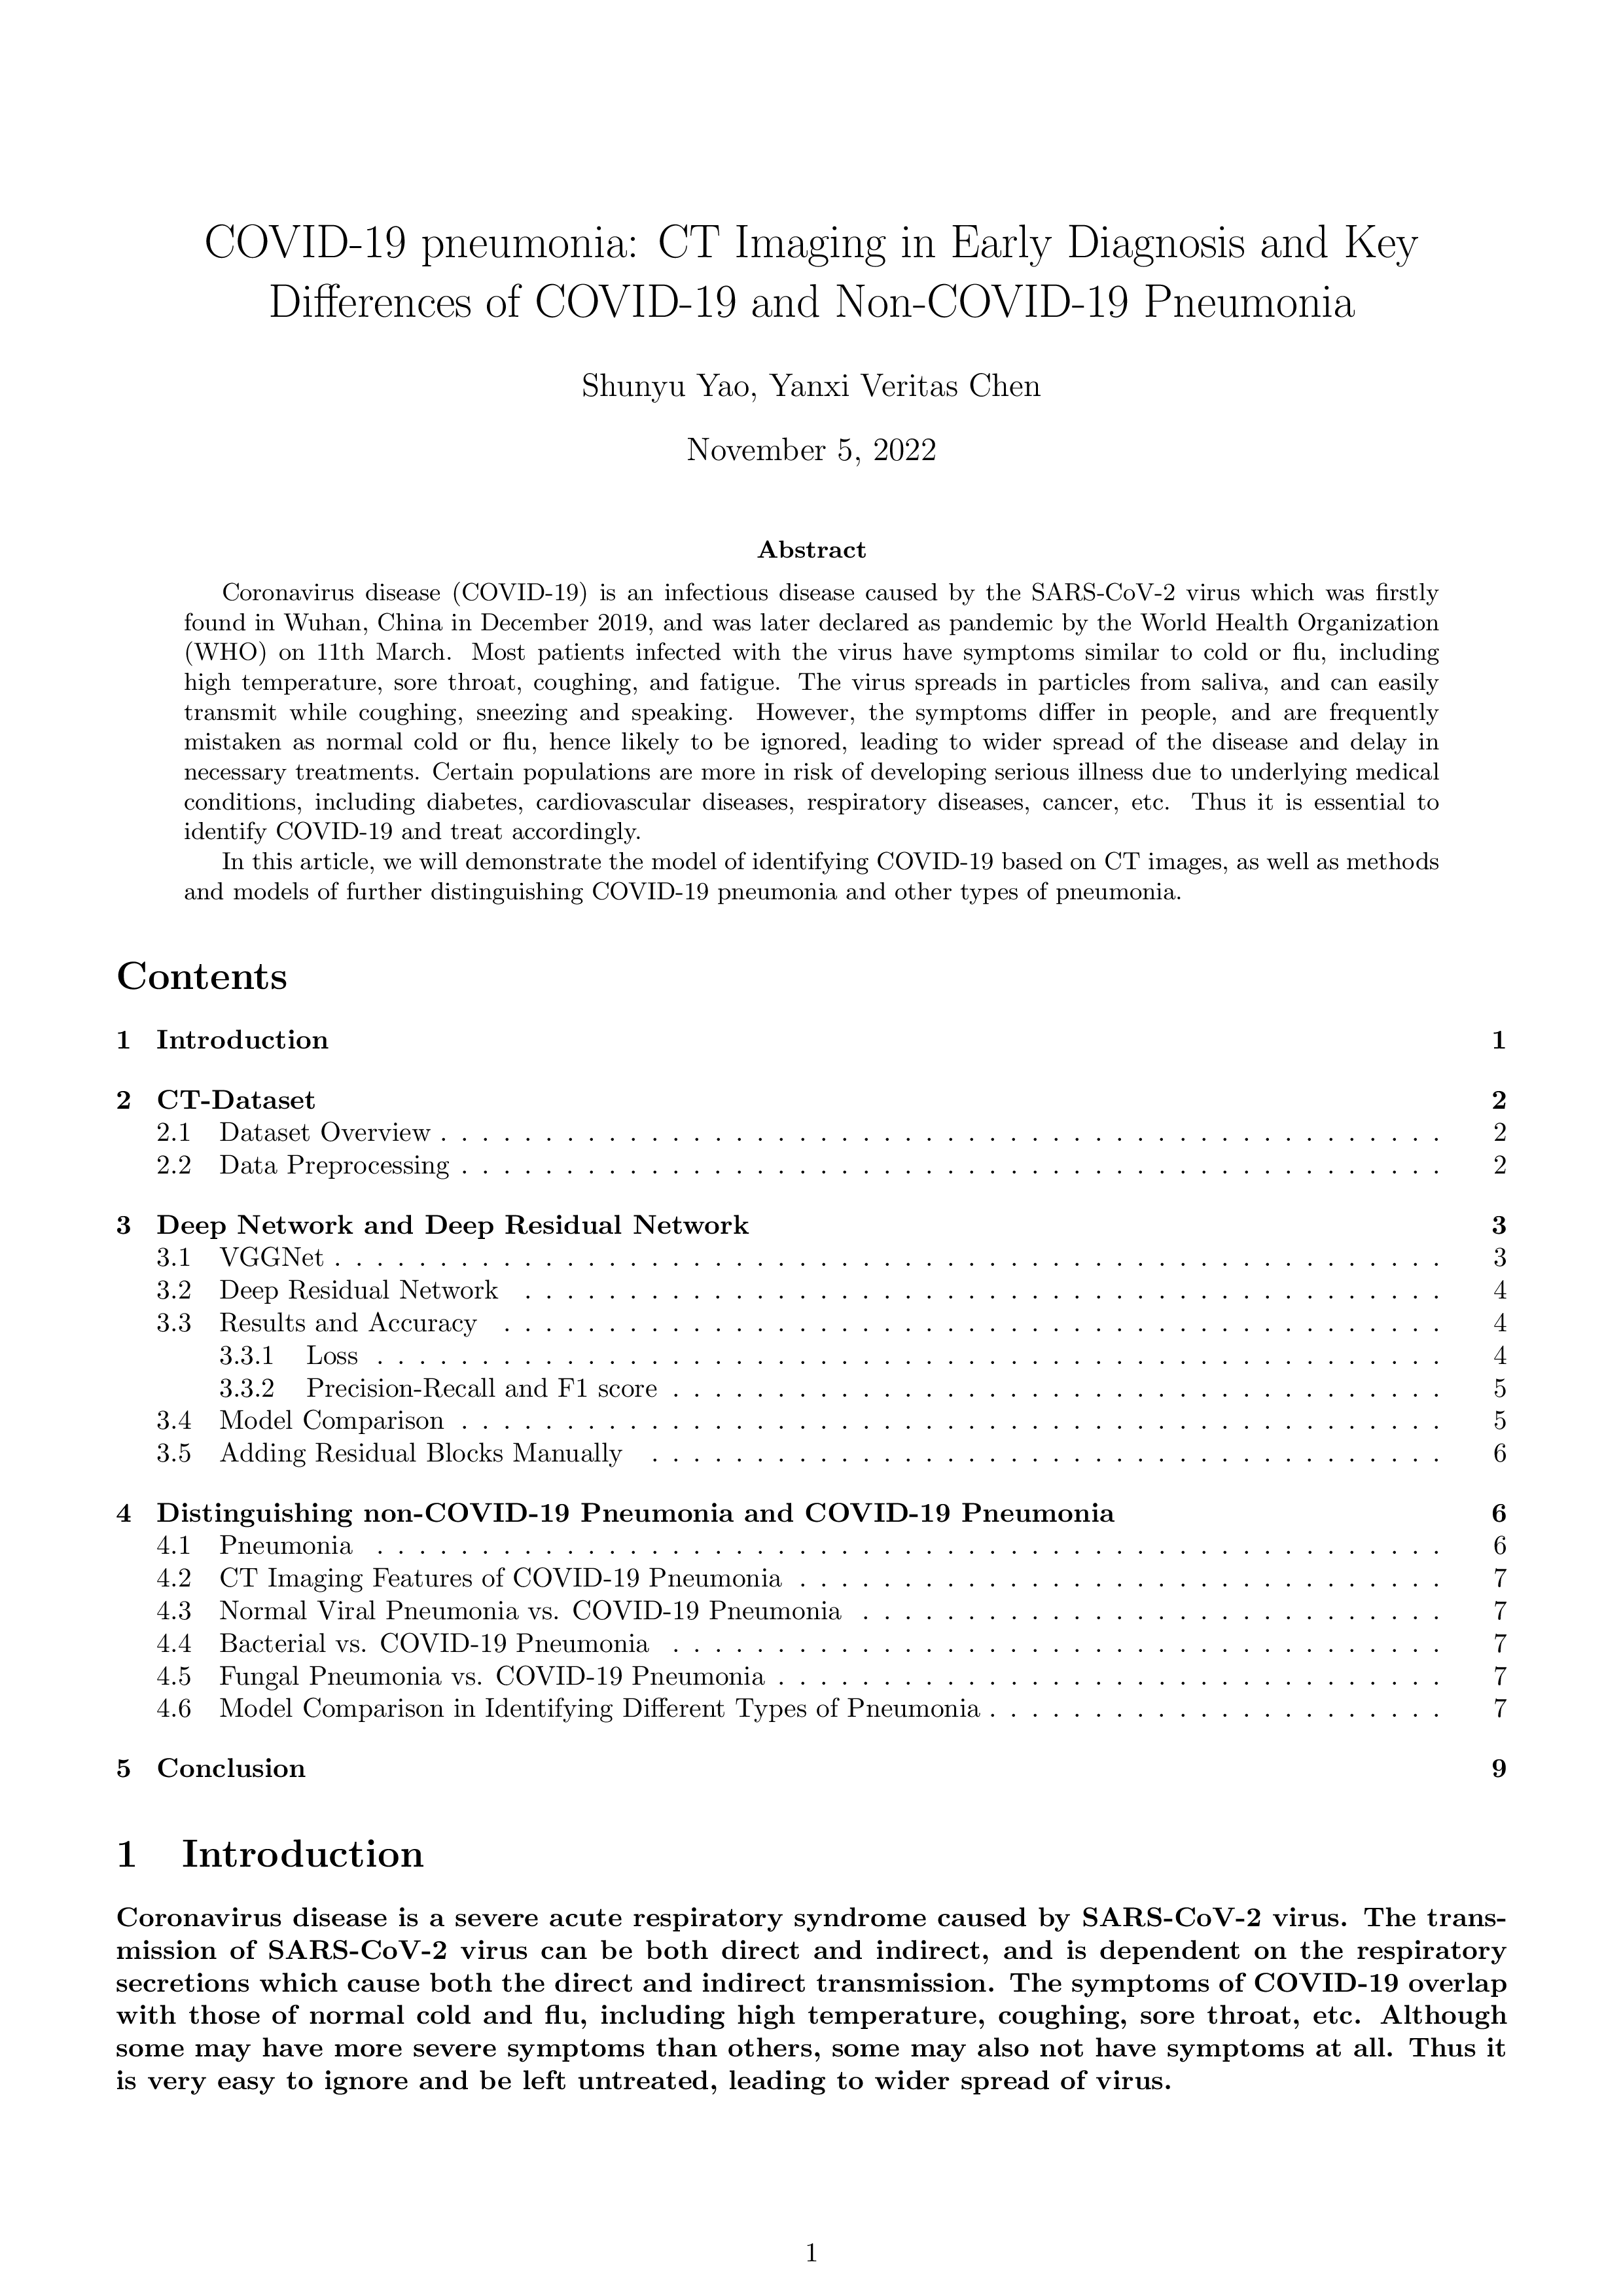 COVID-19 pneumonia: CT Imaging in Early Diagnosis and Key
Differences of COVID-19 and Non-COVID-19 Pneumonia
Shunyu Yao, Yanxi Veritas Chen
November 5, 2022
Abstract
Coronavirus disease (COVID-19) is an infectious disease caused by the SARS-CoV-2 virus which was firstly
found in Wuhan, China in December 2019, and was later declared as pandemic by the World Health Organization
(WHO) on 11th March. Most patients infected with the virus have symptoms similar to cold or flu, including
high temperature, sore throat, coughing, and fatigue. The virus spreads in particles from saliva, and can easily
transmit while coughing, sneezing and speaking. However, the symptoms differ in people, and are frequently
mistaken as normal cold or flu, hence likely to be ignored, leading to wider spread of the disease and delay in
necessary treatments. Certain populations are more in risk of developing serious illness due to underlying medical
conditions, including diabetes, cardiovascular diseases, respiratory diseases, cancer, etc. Thus it is essential to
identify COVID-19 and treat accordingly.
In this article, we will demonstrate the model of identifying COVID-19 based on CT images, as well as methods
and models of further distinguishing COVID-19 pneumonia and other types of pneumonia.
Contents
1 Introduction 1
2 CT-Dataset 2
2.1 Dataset Overview . . . . . . . . . . . . . . . . . . . . . . . . . . . . . . . . . . . . . . . . . . . . . . . . 2
2.2 Data Preprocessing . . . . . . . . . . . . . . . . . . . . . . . . . . . . . . . . . . . . . . . . . . . . . . . 2
3 Deep Network and Deep Residual Network 3
3.1 VGGNet . . . . . . . . . . . . . . . . . . . . . . . . . . . . . . . . . . . . . . . . . . . . . . . . . . . . . 3
3.2 Deep Residual Network . . . . . . . . . . . . . . . . . . . . . . . . . . . . . . . . . . . . . . . . . . . . 4
3.3 Results and Accuracy . . . . . . . . . . . . . . . . . . . . . . . . . . . . . . . . . . . . . . . . . . . . . 4
3.3.1 Loss . . . . . . . . . . . . . . . . . . . . . . . . . . . . . . . . . . . . . . . . . . . . . . . . . . . 4
3.3.2 Precision-Recall and F1 score . . . . . . . . . . . . . . . . . . . . . . . . . . . . . . . . . . . . . 5
3.4 Model Comparison . . . . . . . . . . . . . . . . . . . . . . . . . . . . . . . . . . . . . . . . . . . . . . . 5
3.5 Adding Residual Blocks Manually . . . . . . . . . . . . . . . . . . . . . . . . . . . . . . . . . . . . . . 6
4 Distinguishing non-COVID-19 Pneumonia and COVID-19 Pneumonia 6
4.1 Pneumonia . . . . . . . . . . . . . . . . . . . . . . . . . . . . . . . . . . . . . . . . . . . . . . . . . . . 6
4.2 CT Imaging Features of COVID-19 Pneumonia . . . . . . . . . . . . . . . . . . . . . . . . . . . . . . . 7
4.3 Normal Viral Pneumonia vs. COVID-19 Pneumonia . . . . . . . . . . . . . . . . . . . . . . . . . . . . 7
4.4 Bacterial vs. COVID-19 Pneumonia . . . . . . . . . . . . . . . . . . . . . . . . . . . . . . . . . . . . . 7
4.5 Fungal Pneumonia vs. COVID-19 Pneumonia . . . . . . . . . . . . . . . . . . . . . . . . . . . . . . . . 7
4.6 Model Comparison in Identifying Different Types of Pneumonia . . . . . . . . . . . . . . . . . . . . . . 7
5 Conclusion 9
1 Introduction
Coronavirus disease is a severe acute respiratory syndrome caused by SARS-CoV-2 virus. The trans-
mission of SARS-CoV-2 virus can be both direct and indirect, and is dependent on the respiratory
secretions which cause both the direct and indirect transmission. The symptoms of COVID-19 overlap
with those of normal cold and flu, including high temperature, coughing, sore throat, etc. Although
some may have more severe symptoms than others, some may also not have symptoms at all. Thus it
is very easy to ignore and be left untreated, leading to wider spread of virus.
1